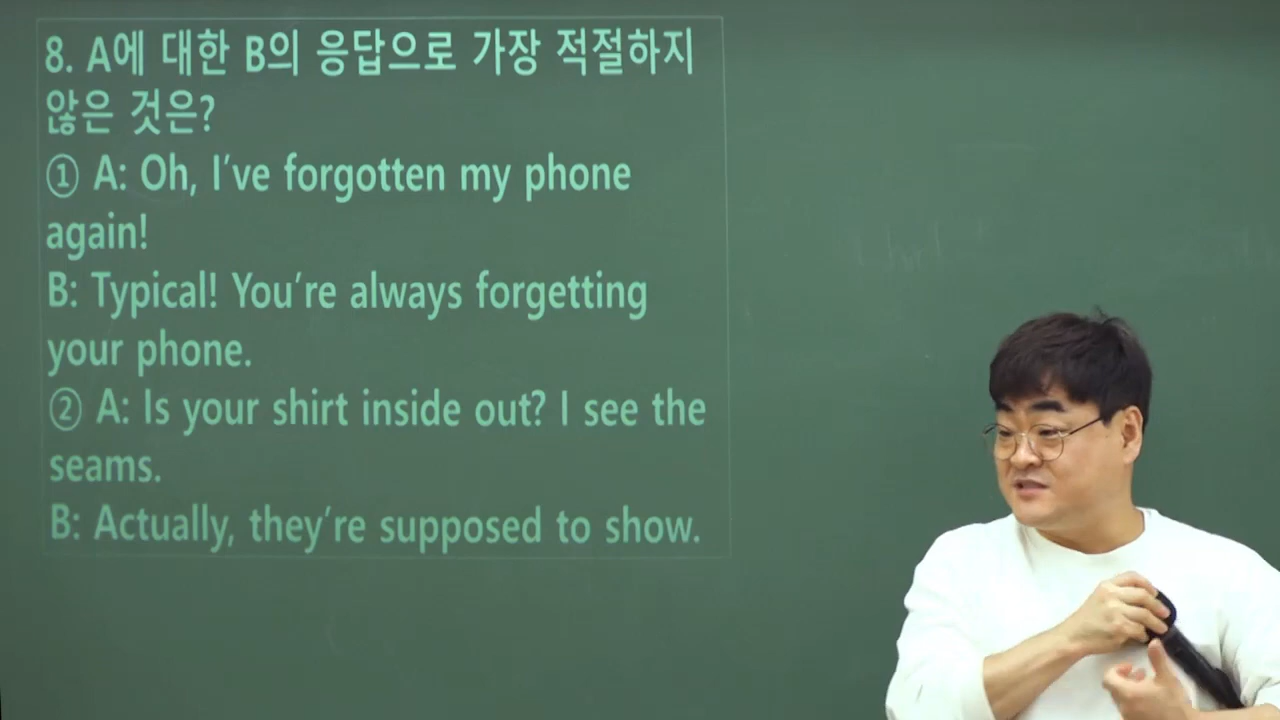 8. A에 대한 B의 응답으로 가장 적절하지
않은 것은?
① A: Oh, I've forgotten my phone
again!
B: Typical! You're always forgetting
your phone.
② A: Is your shirt inside out? I see the
seams.
B: Actually, they're supposed to show.